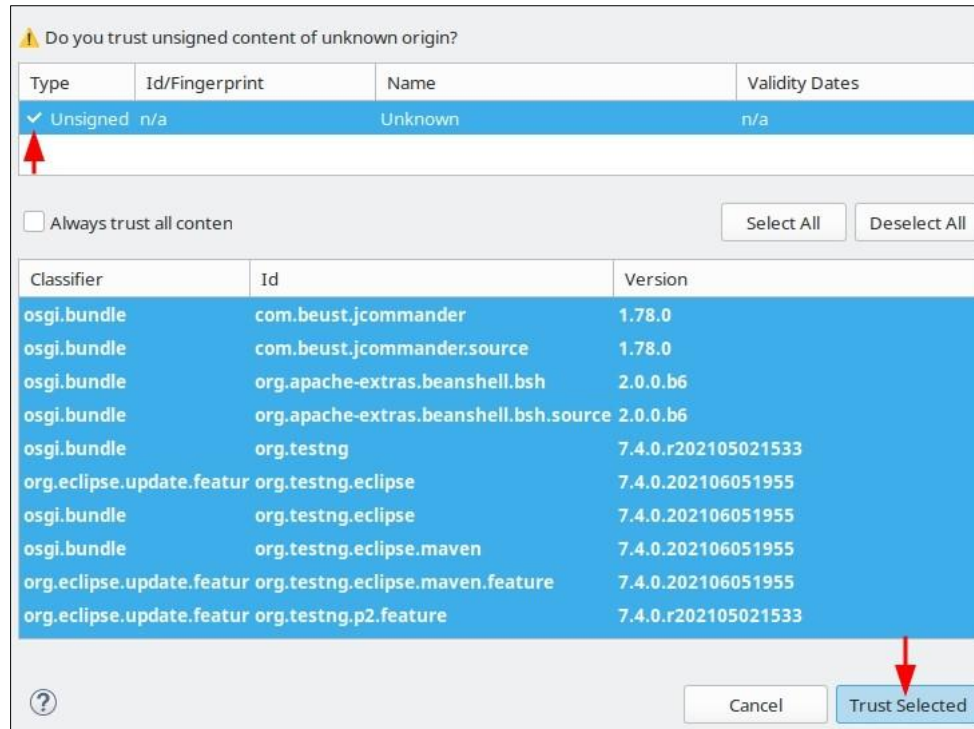 Do you trust unsigned content of unknown origin?
Type Id/Fingerprint Name Validity Dates
Unsigned n/a Unknown n/a
Always trust all conten
Select All Deselect All
Classifier Id Version
osgi.bundle com.beust.jcommander 1.78.0
osgi.bundle com.beust.jcommander.source 1.78.0
osgi.bundle org.apache-extras.beanshell.bsh 2.0.0.b6
osgi.bundle org.apache-extras.beanshell.bsh.source 2.0.0.b6
osgi.bundle org.testng 7.4.0.r202105021533
org.eclipse.update.featur org.testng.eclipse 7.4.0.202106051955
osgi.bundle org.testng.eclipse 7.4.0.202106051955
osgi.bundle org.testng.eclipse.maven 7.4.0.202106051955
org.eclipse.update.featur org.testng.eclipse.maven.feature 7.4.0.202106051955
org.eclipse.update.featur org.testng.p2.feature 7.4.0.r202105021533
? Cancel Trust Selected